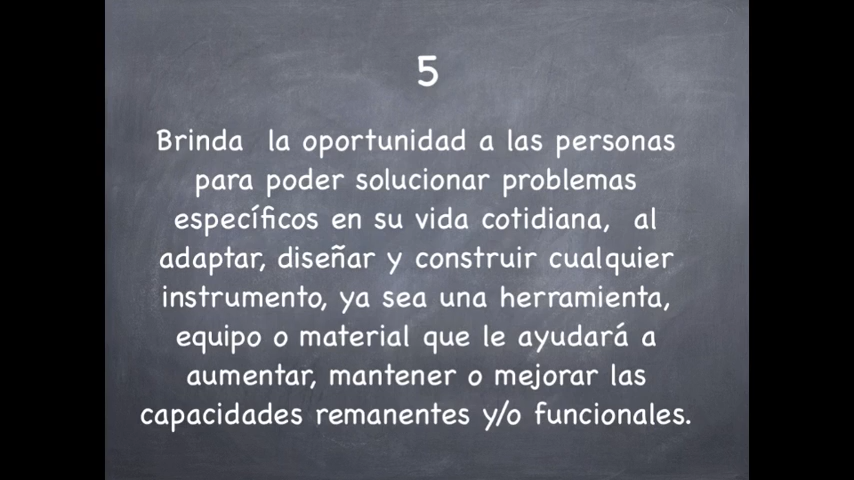 5
Brinda  la oportunidad a las personas
para poder solucionar problemas
específicos en su vida cotidiana,  al
adaptar, diseñar y construir cualquier
instrumento, ya sea una herramienta,
equipo o material que le ayudará a
aumentar, mantener o mejorar las
capacidades remanentes y/o funcionales.